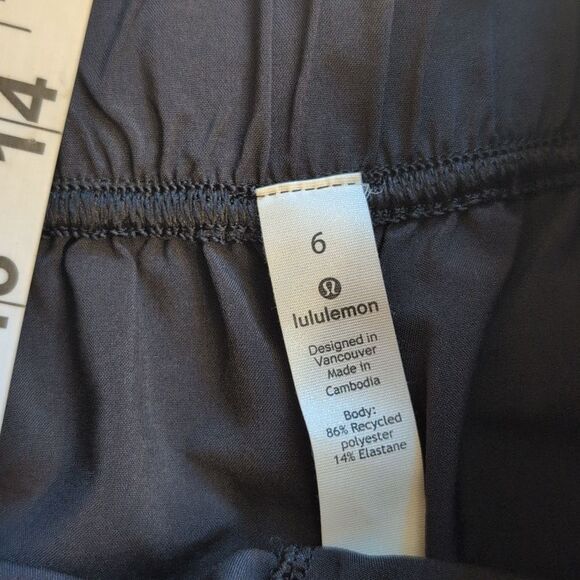 14
6
lululemon
Designed in
Vancouver
Made in
Cambodia
Body:
86% Recycled
polyester
14% Elastane